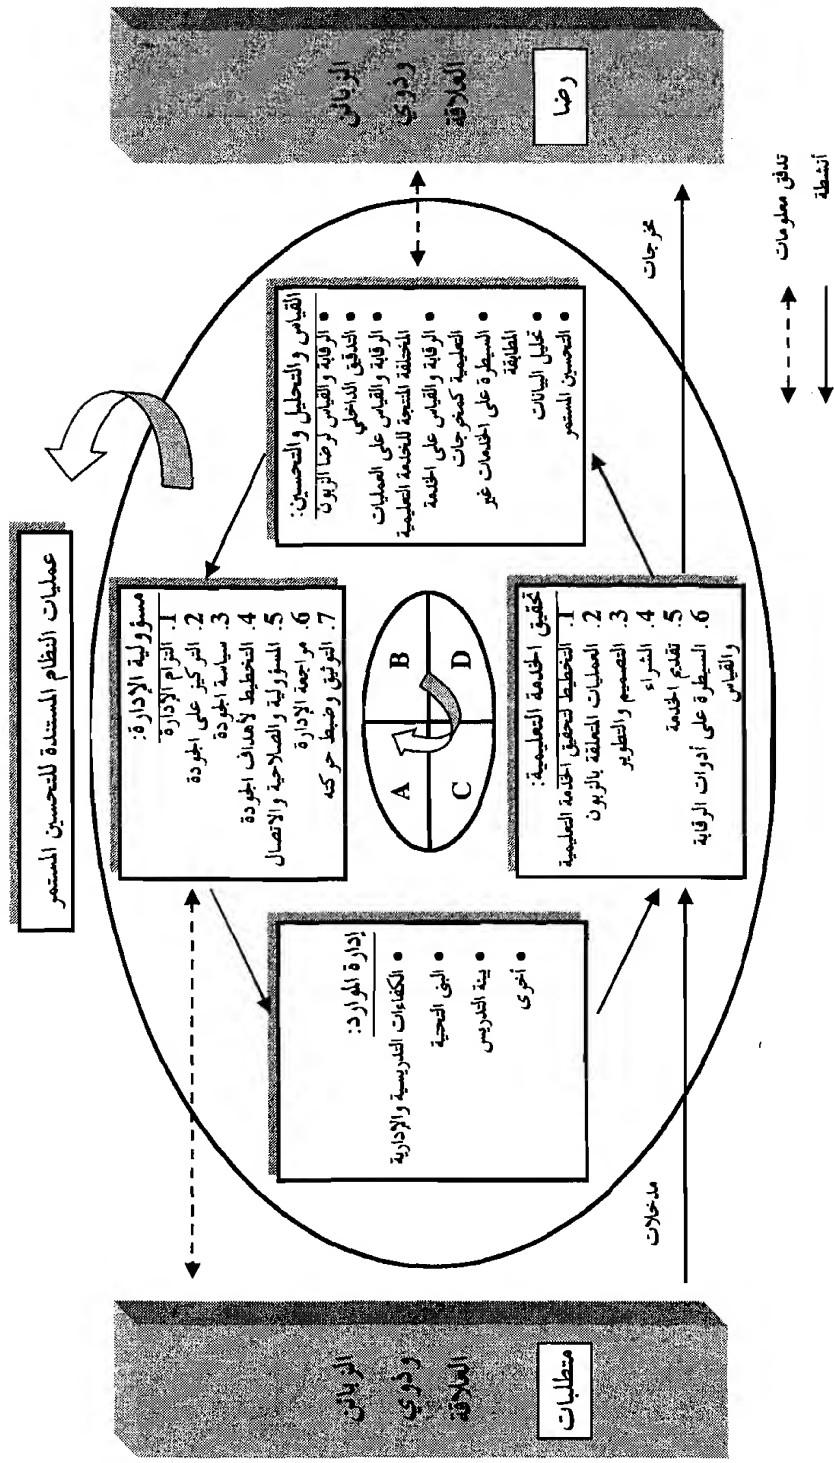 عمليات النظام المستندة للتحسين المستمر
الزبائن
وذوي
العلاقة
رضا
القياس والتحليل والتحسين:
• الرقابة والقياس لرضا الزبون
• التدقيق الداخلي
• الرقابة والقياس على العمليات
المختلفة المنتجة للخدمة التعليمية
• الرقابة والقياس على الخدمة
التعليمية كمخرجات
• السيطرة على الخدمات غير
المطابقة
• تحليل البيانات
• التحسين المستمر
مسؤولية الإدارة:
1. التزام الإدارة
2. التركيز على الجودة
3. سياسة الجودة
4. التخطيط لأهداف الجودة
5. المسؤولية والصلاحية والاتصال
6. مراجعة الإدارة
7. التوثيق وضبط حركته
A
B
C
D
تحقيق الخدمة التعليمية:
1. التخطيط لتحقيق الخدمة التعليمية
2. العمليات المتعلقة بالزبون
3. التصميم والتطوير
4. الشراء
5. تقديم الخدمة
6. السيطرة على أدوات الرقابة
والقياس
إدارة الموارد:
• الكفاءات التدريسية والإدارية
• البنى التحتية
• بيئة التدريس
• أخرى
الزبائن
وذوي
العلاقة
متطلبات
مخرجات
مدخلات
تدفق معلومات
أنشطة